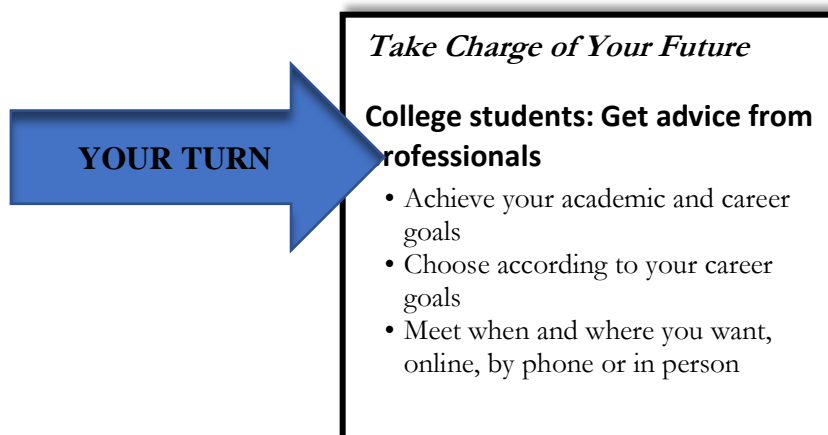 Take Charge of Your Future
YOUR TURN
College students: Get advice from
rofessionals
• Achieve your academic and career
goals
• Choose according to your career
goals
• Meet when and where you want,
online, by phone or in person